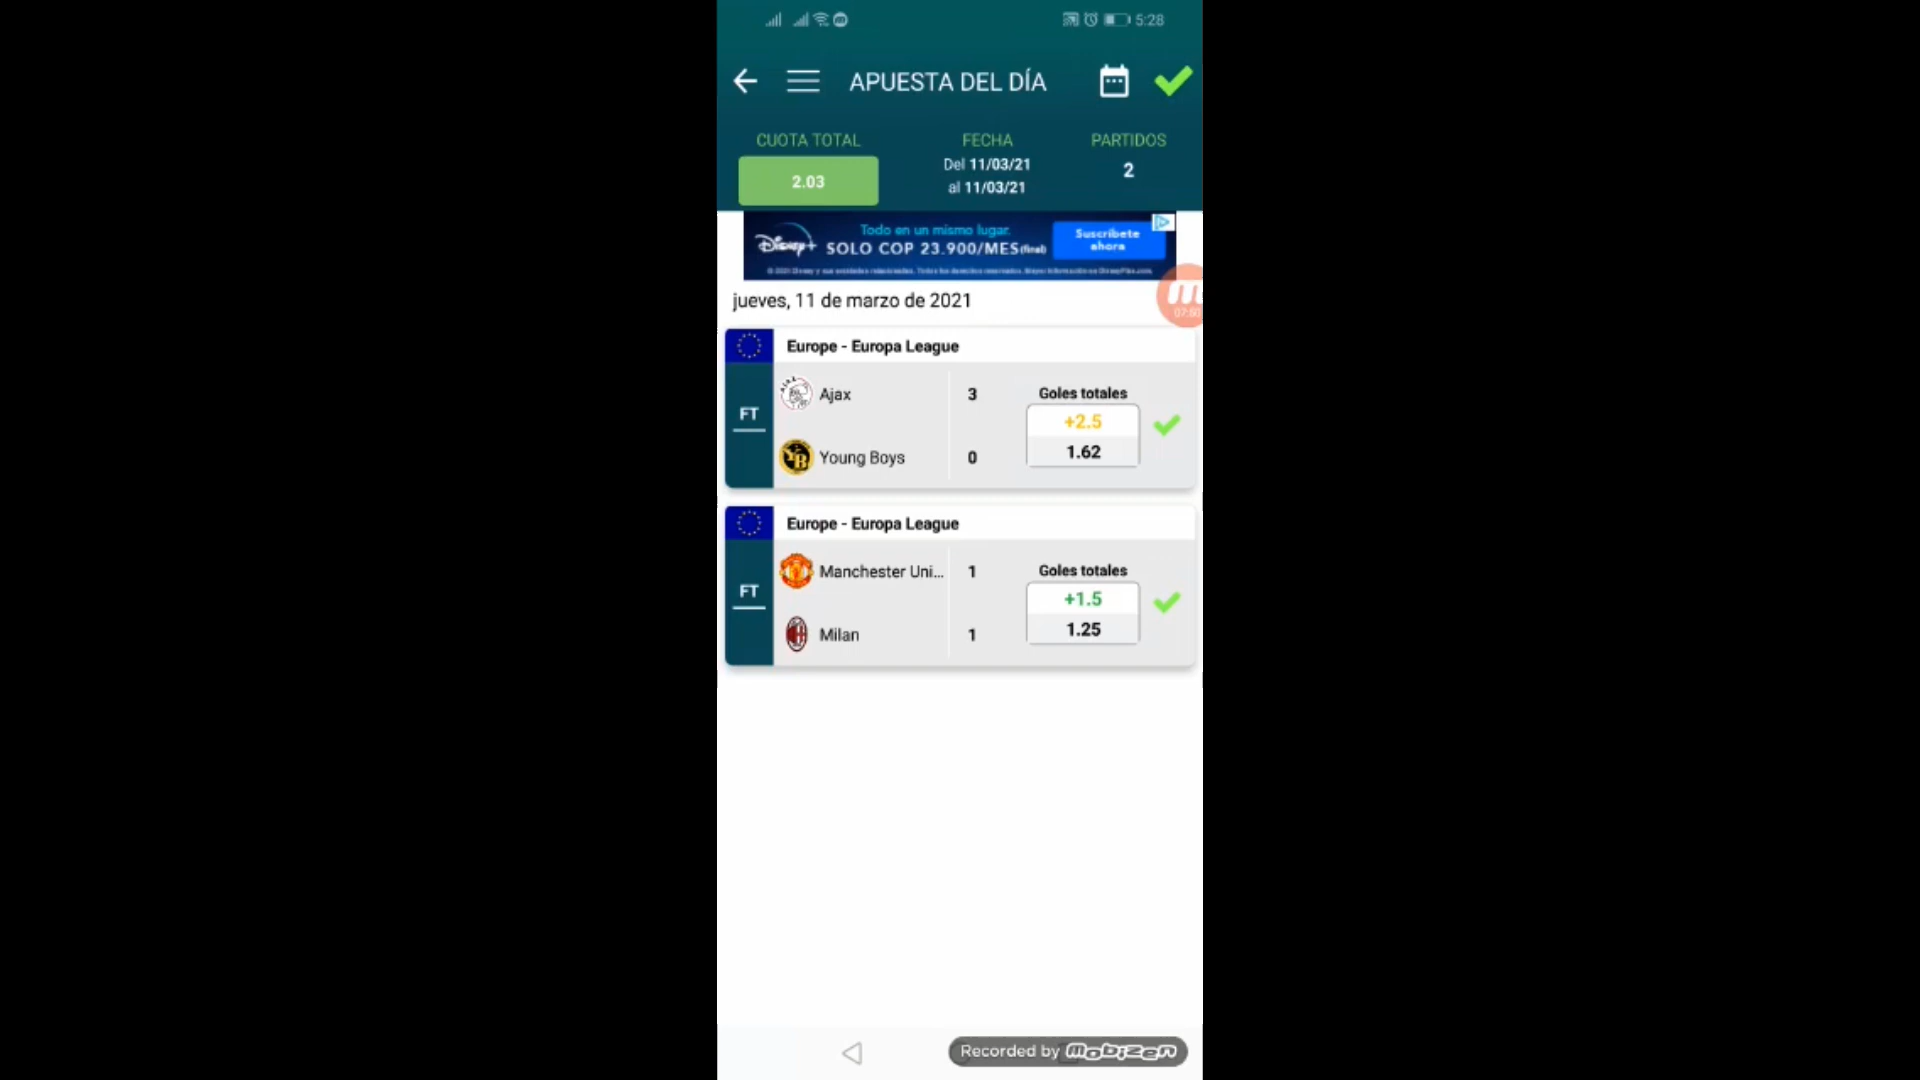 5:28
APUESTA DEL DÍA
CUOTA TOTAL
2.03
FECHA
Del 11/03/21
al 11/03/21
PARTIDOS
2
Disney+
Todo en un mismo lugar.
SOLO COP 23.900/MES(final)
Suscríbete
ahora
jueves, 11 de marzo de 2021
Europe - Europa League
FT
Ajax
3
Young Boys
0
Goles totales
+2.5
1.62
Europe - Europa League
FT
Manchester Uni...
1
Milan
1
Goles totales
+1.5
1.25
Recorded by mobizen